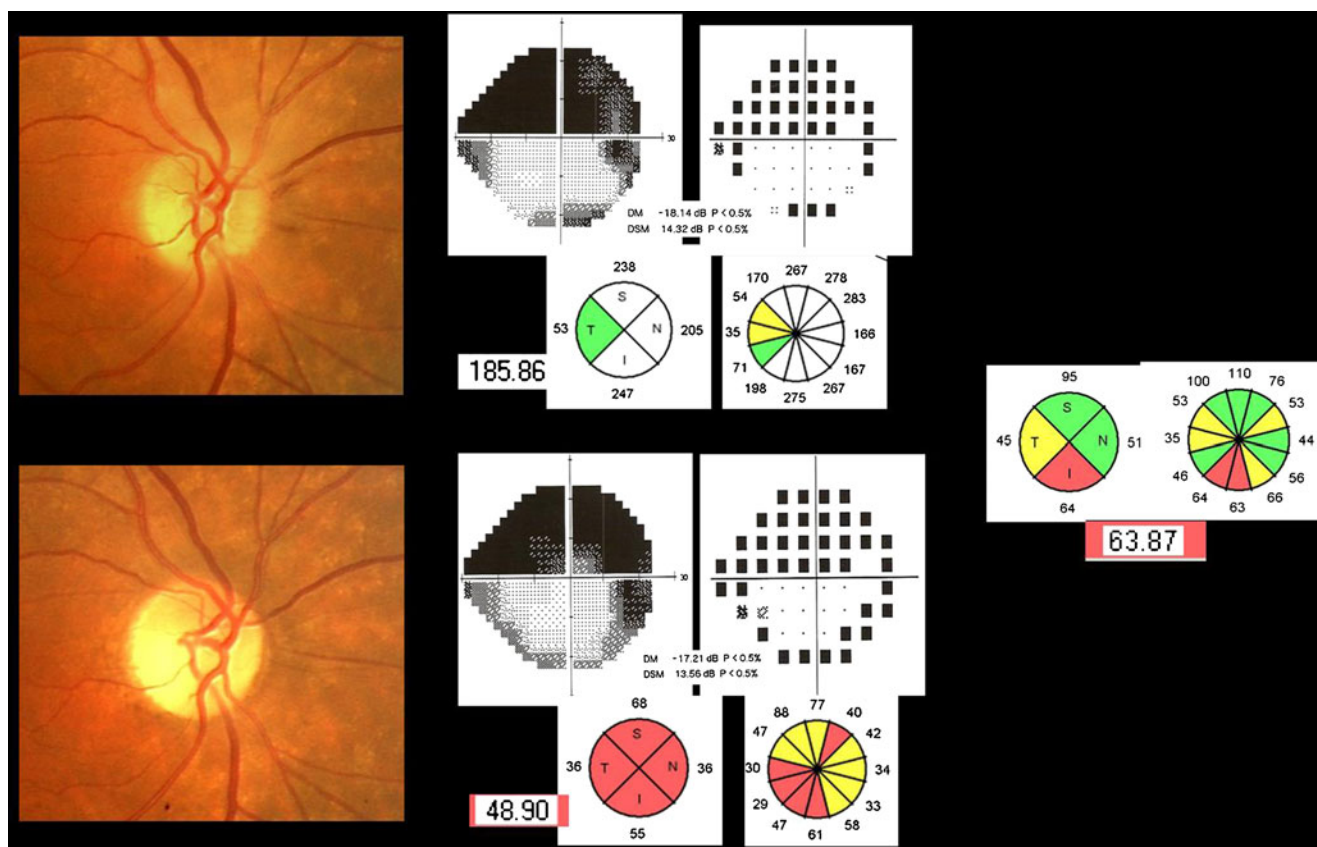 30
DM -18.14 dB P < 0.5%
DSM 14.32 dB P < 0.5%
238
S
53 T N 205
I
247
185.86
267
170 278
54 283
35 166
71 167
198 267
275
95
S
45 T N 51
I
64
110
100 76
53 53
35 44
46 56
64 66
63
63.87
30
DM -17.21 dB P < 0.5%
DSM 13.56 dB P < 0.5%
68
S
36 T N 36
I
55
48.90
77
88 40
47 42
30 34
29 33
47 58
61